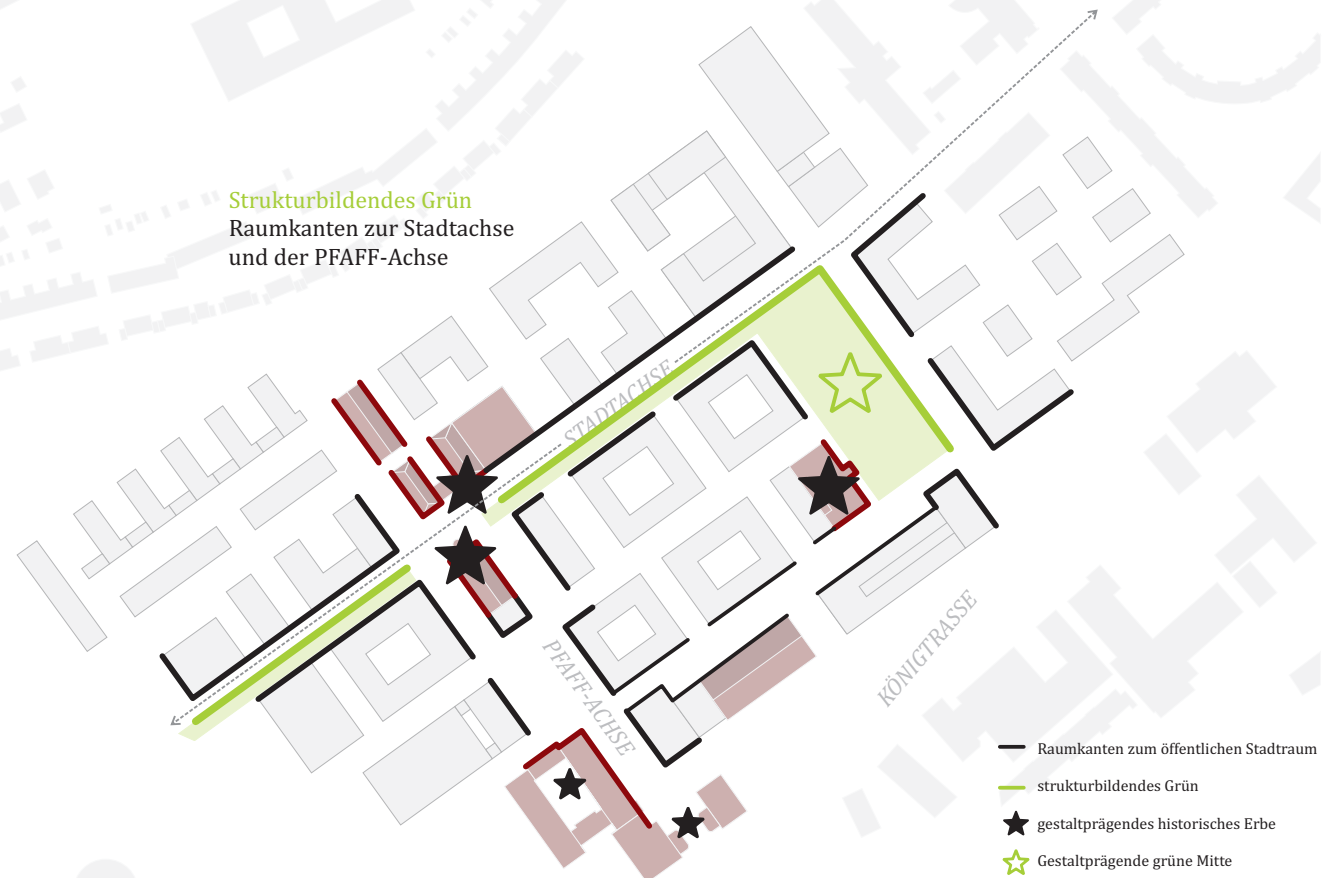 Strukturbildendes Grün
Raumkanten zur Stadtachse
und der PFAFF-Achse
STADTACHSE
PFAFF-ACHSE
KÖNIGTRASSE
Raumkanten zum öffentlichen Stadtraum
strukturbildendes Grün
gestaltprägendes historisches Erbe
Gestaltprägende grüne Mitte